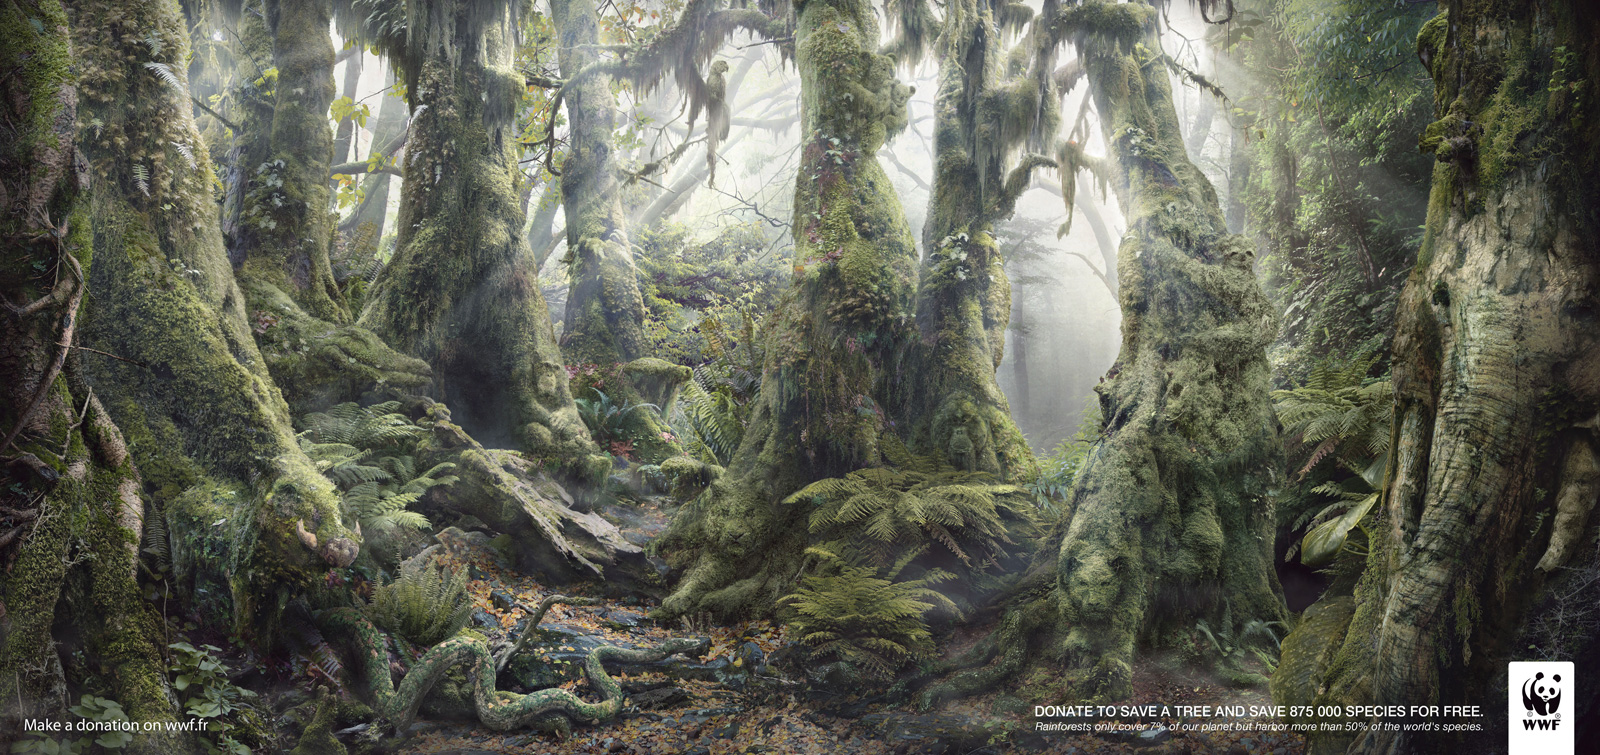 Make a donation on wwf.fr
DONATE TO SAVE A TREE AND SAVE 875 000 SPECIES FOR FREE.
Rainforests only cover 7% of our planet but harbor more than 50% of the world's species.
WWF